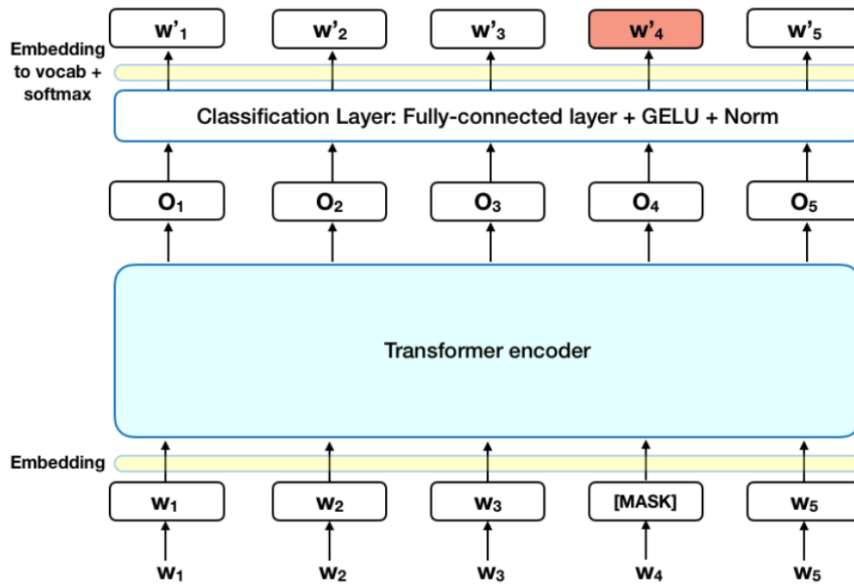 w'₁ w'₂ w'₃ w'₄ w'₅
Embedding
to vocab +
softmax
Classification Layer: Fully-connected layer + GELU + Norm
O₁ O₂ O₃ O₄ O₅
Transformer encoder
Embedding
w₁ w₂ w₃ [MASK] w₅
w₁ w₂ w₃ w₄ w₅